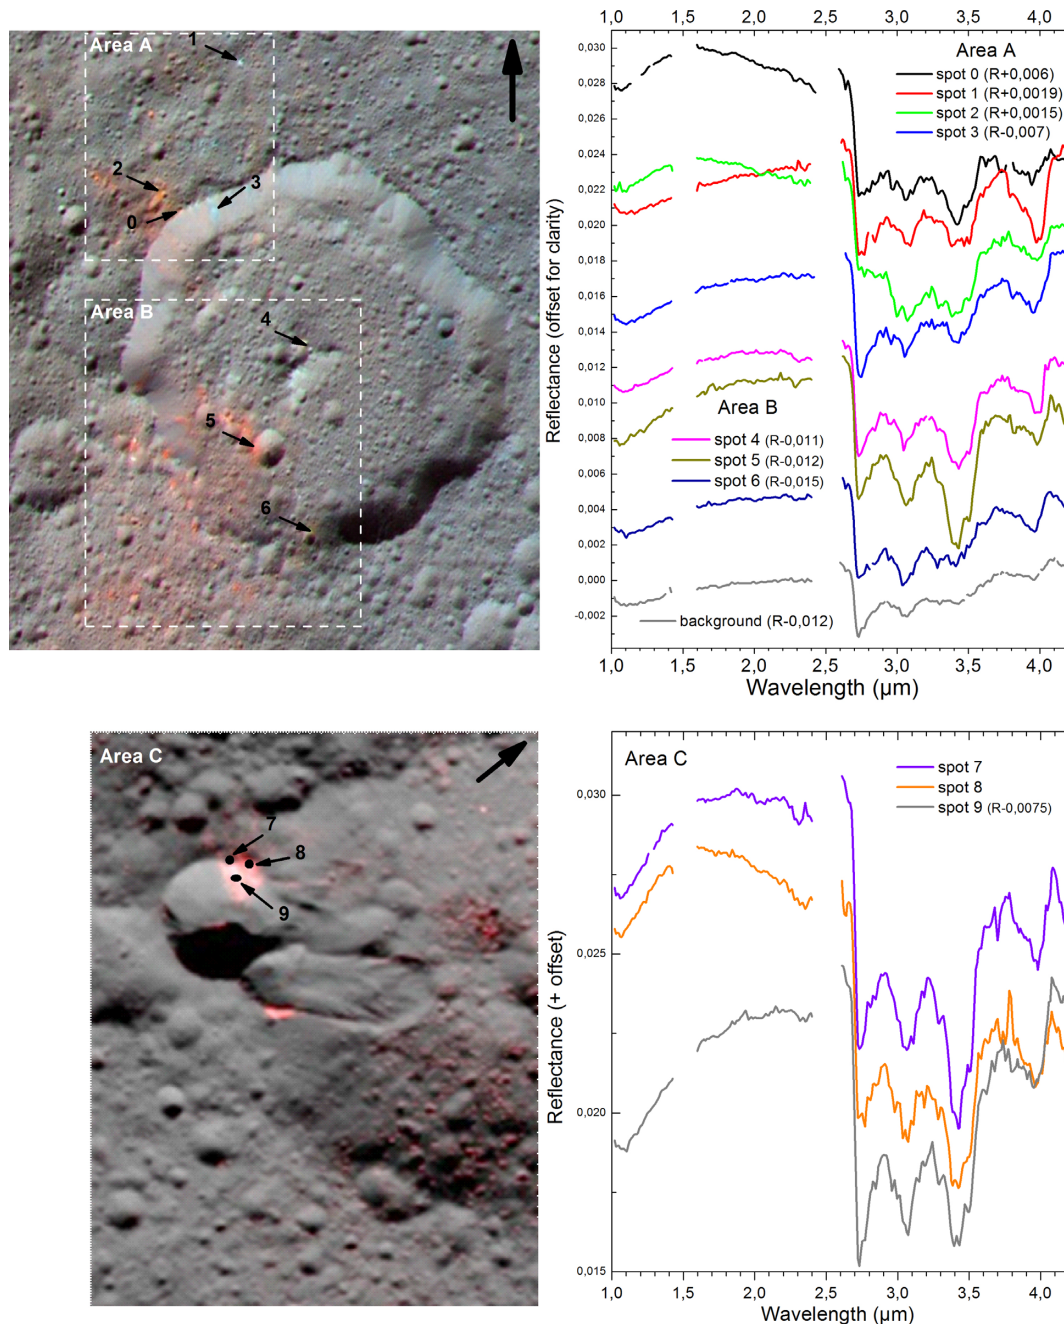 1,0 1,5 2,0 2,5 3,0 3,5 4,0
Area A
1
2
3
0
Area B
4
5
6
0,030
0,028
0,026
0,024
0,022
0,020
0,018
0,016
0,014
0,012
0,010
0,008
0,006
0,004
0,002
0,000
-0,002
Reflectance (offset for clarity)
Area A
spot 0 (R+0,006)
spot 1 (R+0,0019)
spot 2 (R+0,0015)
spot 3 (R-0,007)
Area B
spot 4 (R-0,011)
spot 5 (R-0,012)
spot 6 (R-0,015)
background (R-0,012)
1,0 1,5 2,0 2,5 3,0 3,5 4,0
Wavelength (µm)
Area C
7
8
9
0,030
0,025
0,020
0,015
Reflectance (+ offset)
Area C
spot 7
spot 8
spot 9 (R-0,0075)
1,0 1,5 2,0 2,5 3,0 3,5 4,0
Wavelength (µm)